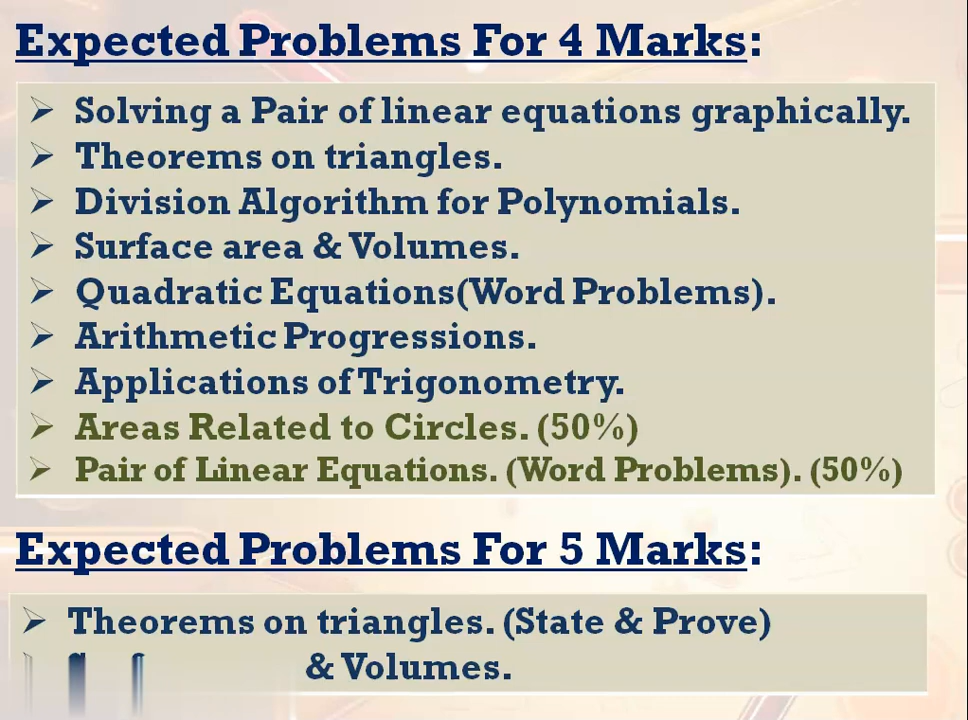 Expected Problems For 4 Marks:
➢ Solving a Pair of linear equations graphically.
➢ Theorems on triangles.
➢ Division Algorithm for Polynomials.
➢ Surface area & Volumes.
➢ Quadratic Equations(Word Problems).
➢ Arithmetic Progressions.
➢ Applications of Trigonometry.
➢ Areas Related to Circles. (50%)
➢ Pair of Linear Equations. (Word Problems). (50%)
Expected Problems For 5 Marks:
➢ Theorems on triangles. (State & Prove)
& Volumes.